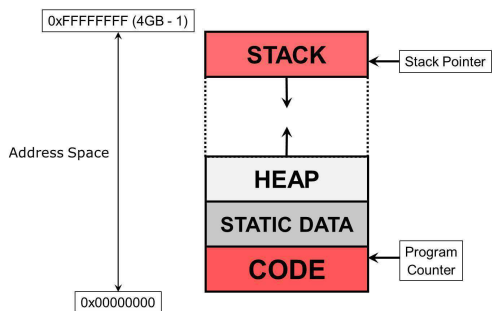 0xFFFFFFFF (4GB - 1)
STACK
Stack Pointer
Address Space
HEAP
STATIC DATA
CODE
Program
Counter
0x00000000